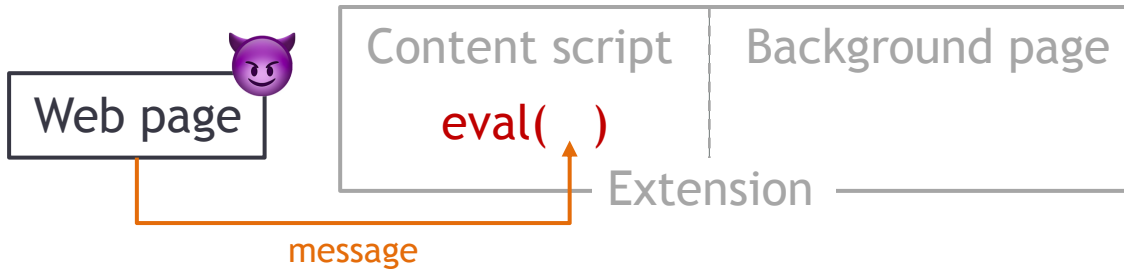 Content script
Background page
Web page
eval( )
Extension
message